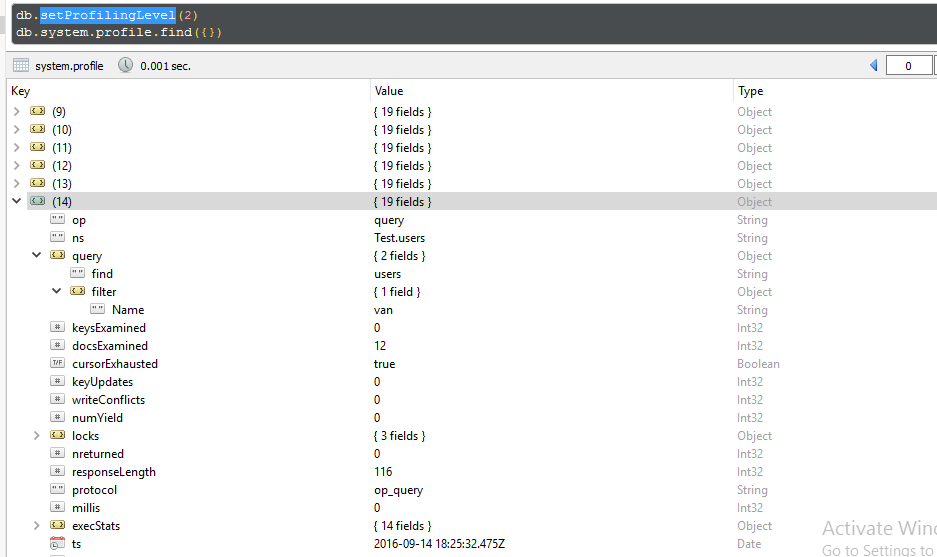 db.setProfilingLevel(2)
db.system.profile.find({})
system.profile 0.001 sec. 0
Key Value Type
(9) { 19 fields } Object
(10) { 19 fields } Object
(11) { 19 fields } Object
(12) { 19 fields } Object
(13) { 19 fields } Object
(14) { 19 fields } Object
"" op query String
"" ns Test.users String
query { 2 fields } Object
"" find users String
filter { 1 field } Object
"" Name van String
# keysExamined 0 Int32
# docsExamined 12 Int32
T/F cursorExhausted true Boolean
# keyUpdates 0 Int32
# writeConflicts 0 Int32
# numYield 0 Int32
locks { 3 fields } Object
# nreturned 0 Int32
# responseLength 116 Int32
"" protocol op_query String
# millis 0 Int32
execStats { 14 fields } Object
ts 2016-09-14 18:25:32.475Z Date
Activate Win
Go to Settings to